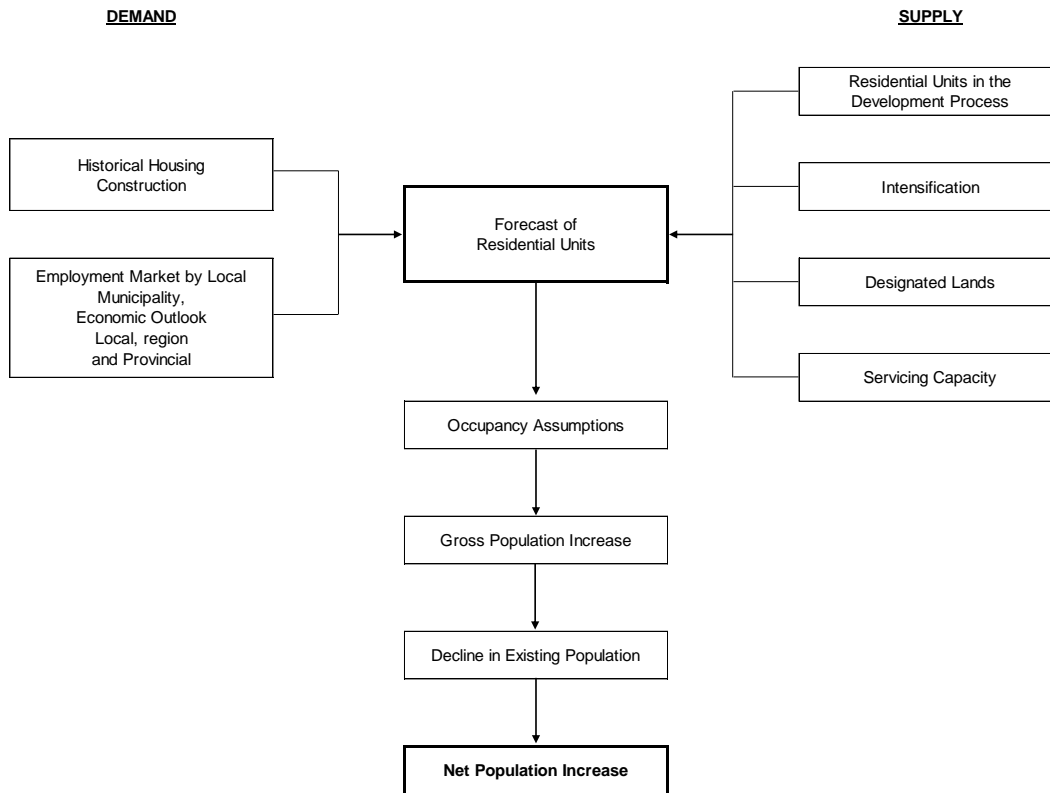 DEMAND
SUPPLY
Residential Units in the
Development Process
Historical Housing
Construction
Intensification
Forecast of
Residential Units
Employment Market by Local
Municipality,
Economic Outlook
Local, region
and Provincial
Designated Lands
Servicing Capacity
Occupancy Assumptions
Gross Population Increase
Decline in Existing Population
Net Population Increase